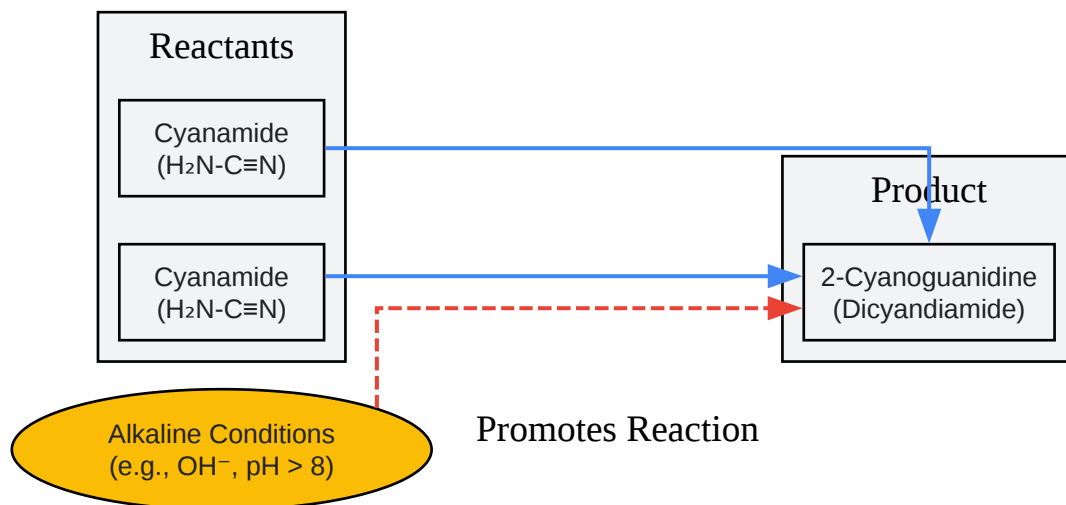 Reactants
Cyanamide
(H₂N-C≡N)
Cyanamide
(H₂N-C≡N)
Product
2-Cyanoguanidine
(Dicyandiamide)
Alkaline Conditions
(e.g., OH⁻, pH > 8)
Promotes Reaction